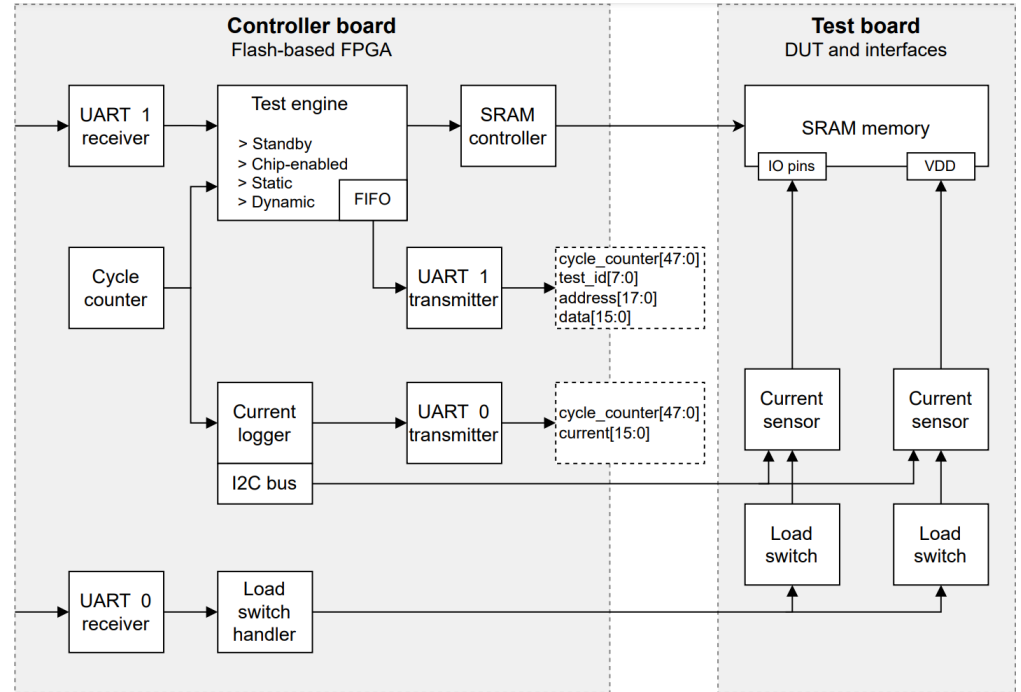 Controller board
Flash-based FPGA
Test board
DUT and interfaces
UART 1
receiver
Test engine
> Standby
> Chip-enabled
> Static
> Dynamic
FIFO
SRAM
controller
SRAM memory
IO pins
VDD
Cycle
counter
UART 1
transmitter
cycle_counter[47:0]
test_id[7:0]
address[17:0]
data[15:0]
Current
logger
I2C bus
UART 0
transmitter
cycle_counter[47:0]
current[15:0]
Current
sensor
Current
sensor
Load
switch
Load
switch
UART 0
receiver
Load
switch
handler